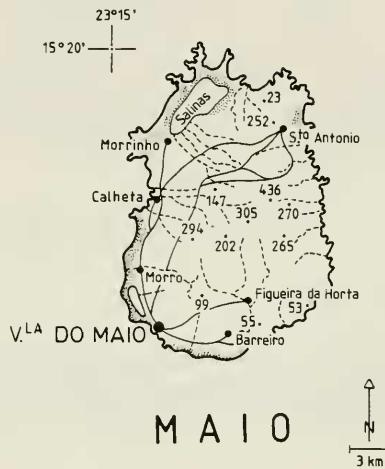 23°15'
15°20'
Salinas
23
252
Sto Antonio
Morrinho
Calheta
147
436
305
270
294
202
265
Morro
Figueira da Horta
99
53
V.LA DO MAIO
55
Barreiro
MAIO
N
3 km